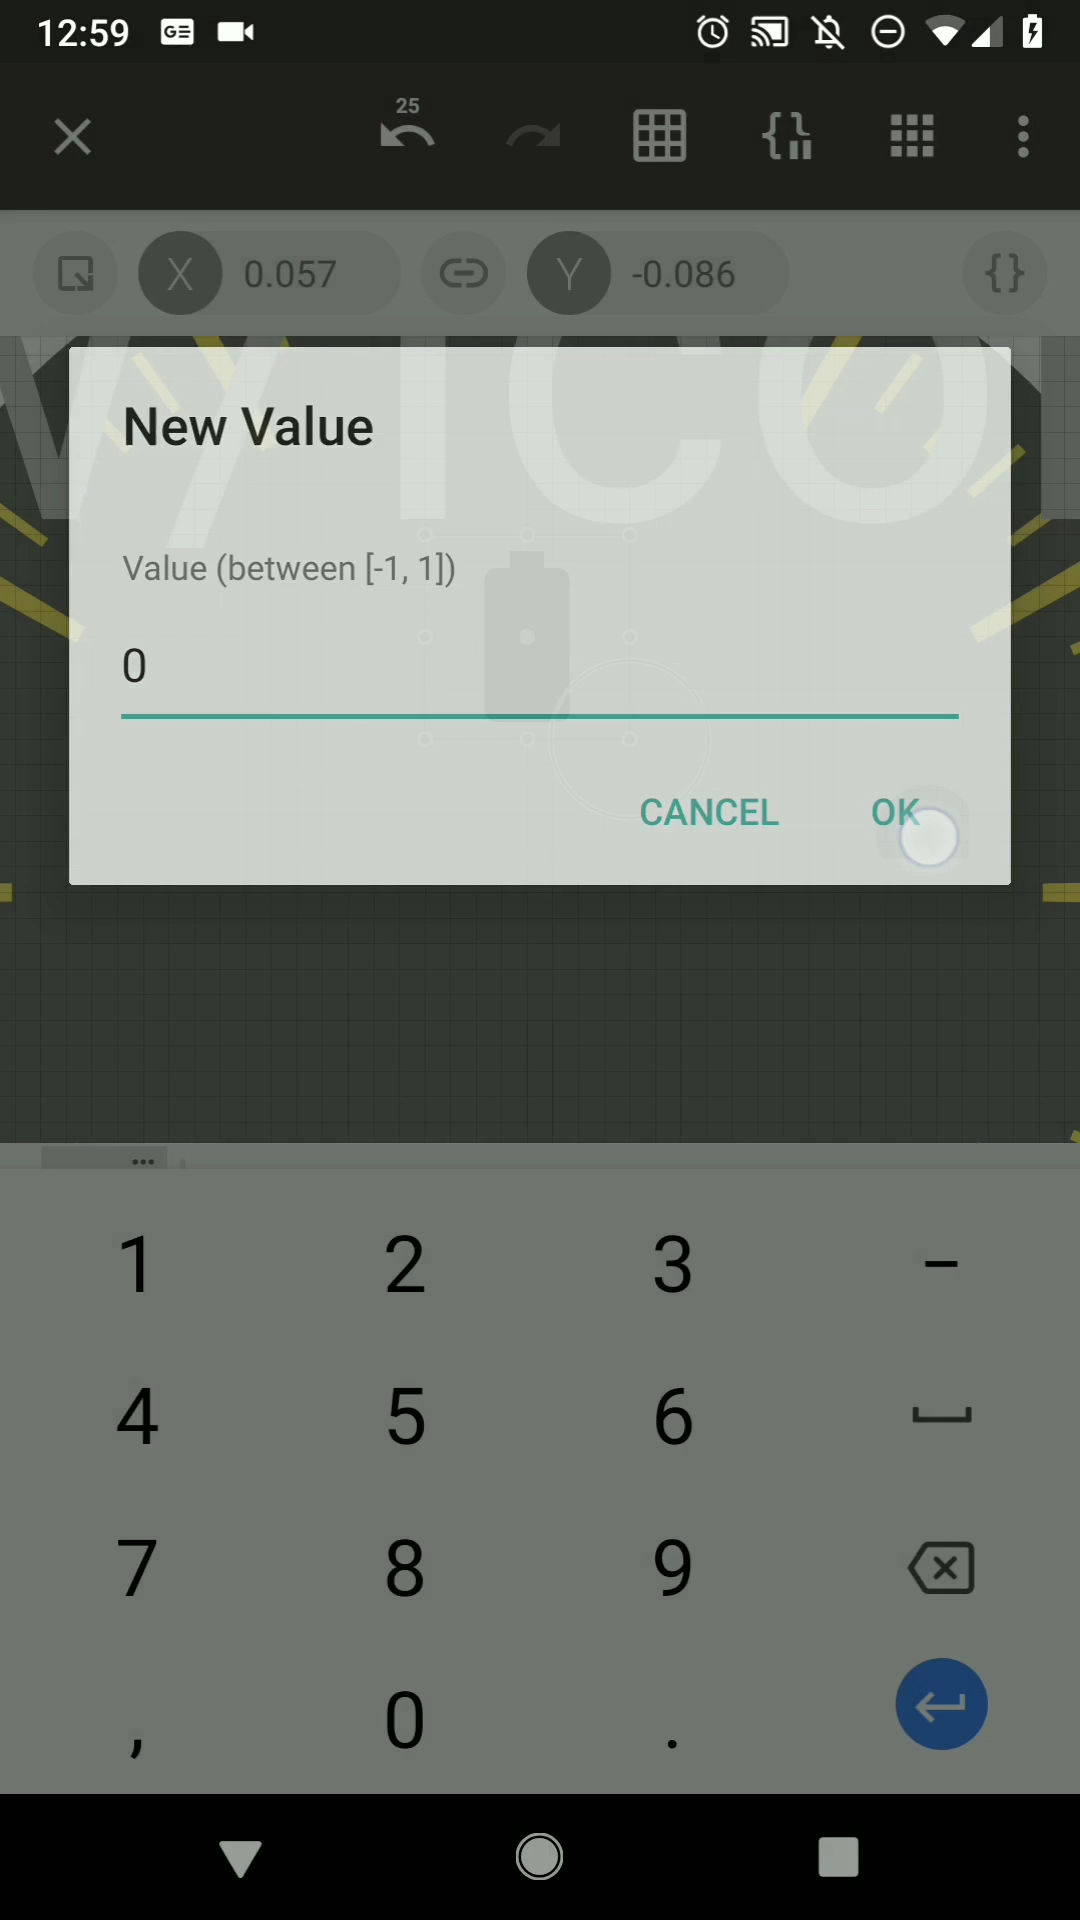 12:59
GE
25
X 0.057 Y -0.086 {}
New Value
Value (between [-1, 1])
0
CANCEL OK
1 2 3 -
4 5 6
7 8 9
, 0 .